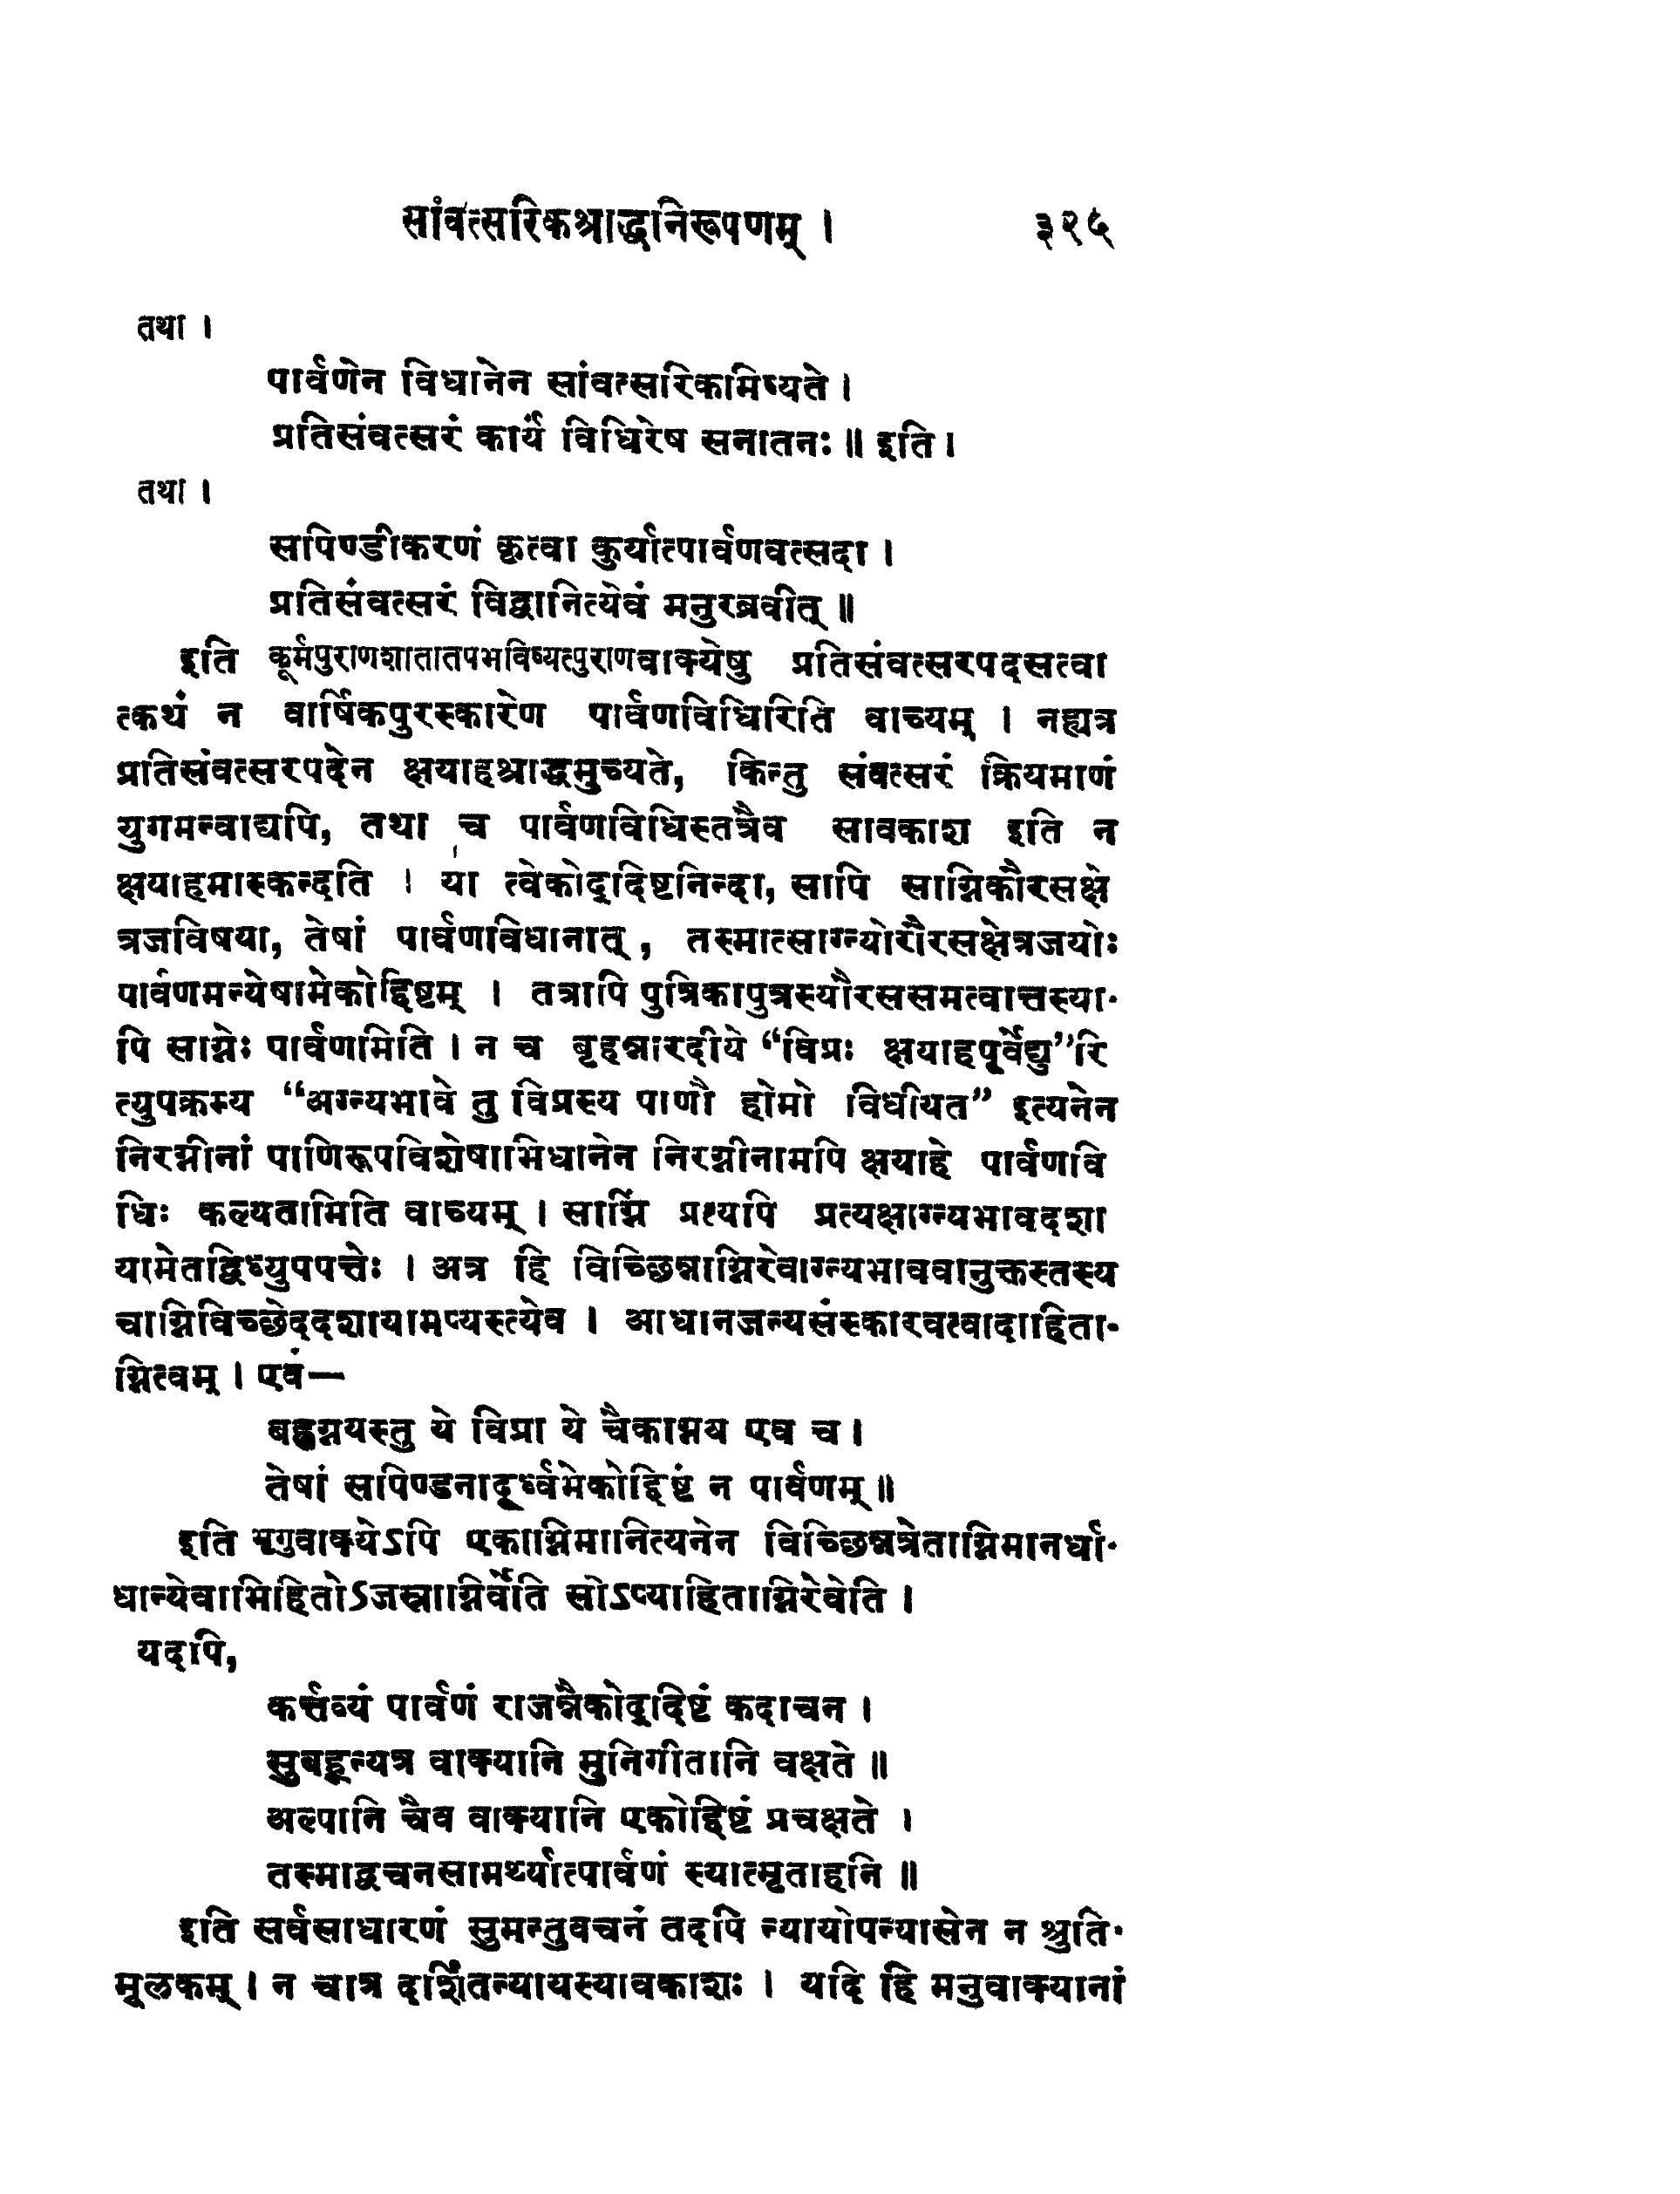 सांवत्सरिकश्राद्धनिरूपणम् । ३२५
तथा ।
पार्वणेन विधानेन सांवत्सरिकमिष्यते ।
प्रतिसंवत्सरं कार्यं विधिरेष सनातनः ॥ इति ।
तथा ।
सपिण्डीकरणं कृत्वा कुर्यात्पार्वणवत्सदा ।
प्रतिसंवत्सरं विद्वानित्येवं मनुरब्रवीत् ॥
इति कूर्मपुराणशातातपभविष्यत्पुराणवाक्येषु प्रतिसंवत्सरपदसत्वा
त्कथं न वार्षिकपुरस्कारेण पार्वणविधिरिति वाच्यम् । नह्यत्र
प्रतिसंवत्सरपदेन क्षयाहश्राद्धमुच्यते, किन्तु संवत्सरं क्रियमाणं
युगमन्वाद्यपि, तथा च पार्वणविधिस्तत्रैव सावकाश इति न
क्षयाहमास्कन्दति । या त्वेकोद्दिष्टनिन्दा, सापि साग्निकौरसक्षे
त्रजविषया, तेषां पार्वणविधानात्, तस्मात्साग्न्योरौरसक्षेत्रजयोः
पार्वणमन्येषामेकोद्दिष्टम् । तत्रापि पुत्रिकापुत्रस्यौरससमत्वात्तस्या-
पि साग्नेः पार्वणमिति । न च बृहन्नारदीये “विप्रः क्षयाहपूर्वेद्यु”रि
त्युपक्रम्य “अग्न्यभावे तु विप्रस्य पाणौ होमो विधीयत” इत्यनेन
निरग्नीनां पाणिरूपविशेषाभिधानेन निरग्नीनामपि क्षयाहे पार्वणवि
धिः कल्प्यतामिति वाच्यम् । साग्निं प्रत्यपि प्रत्यक्षाग्न्यभावदशा
यामेतद्विध्युपपत्तेः । अत्र हि विच्छिन्नाग्निरेवाग्न्यभाववानुक्तस्तस्य
चाग्निविच्छेददशायामप्यस्त्येव । आधानजन्यसंस्कारवत्वादाहिता-
ग्नित्वम् । एवं—
बह्वग्नयस्तु ये विप्रा ये चैकाग्नय एव च ।
तेषां सपिण्डनादूर्ध्वमेकोद्दिष्टं न पार्वणम् ॥
इति भृगुवाक्येऽपि एकाग्निमानित्यनेन विच्छिन्नत्रेताग्निमानर्धा-
धान्येवाभिहितोऽजस्राग्निर्वेति सोऽप्याहिताग्निरेवेति ।
यदपि,
कर्त्तव्यं पार्वणं राजन्नैकोद्दिष्टं कदाचन ।
सुबहून्यत्र वाक्यानि मुनिगीतानि चक्षते ॥
अल्पानि चैव वाक्यानि एकोद्दिष्टं प्रचक्षते ।
तस्माद्वचनसामर्थ्यात्पार्वणं स्यान्मृताहनि ॥
इति सर्वसाधारणं सुमन्तुवचनं तदपि न्यायोपन्यासेन न श्रुति-
मूलकम् । न चात्र दर्शितन्यायस्यावकाशः । यदि हि मनुवाक्यानां